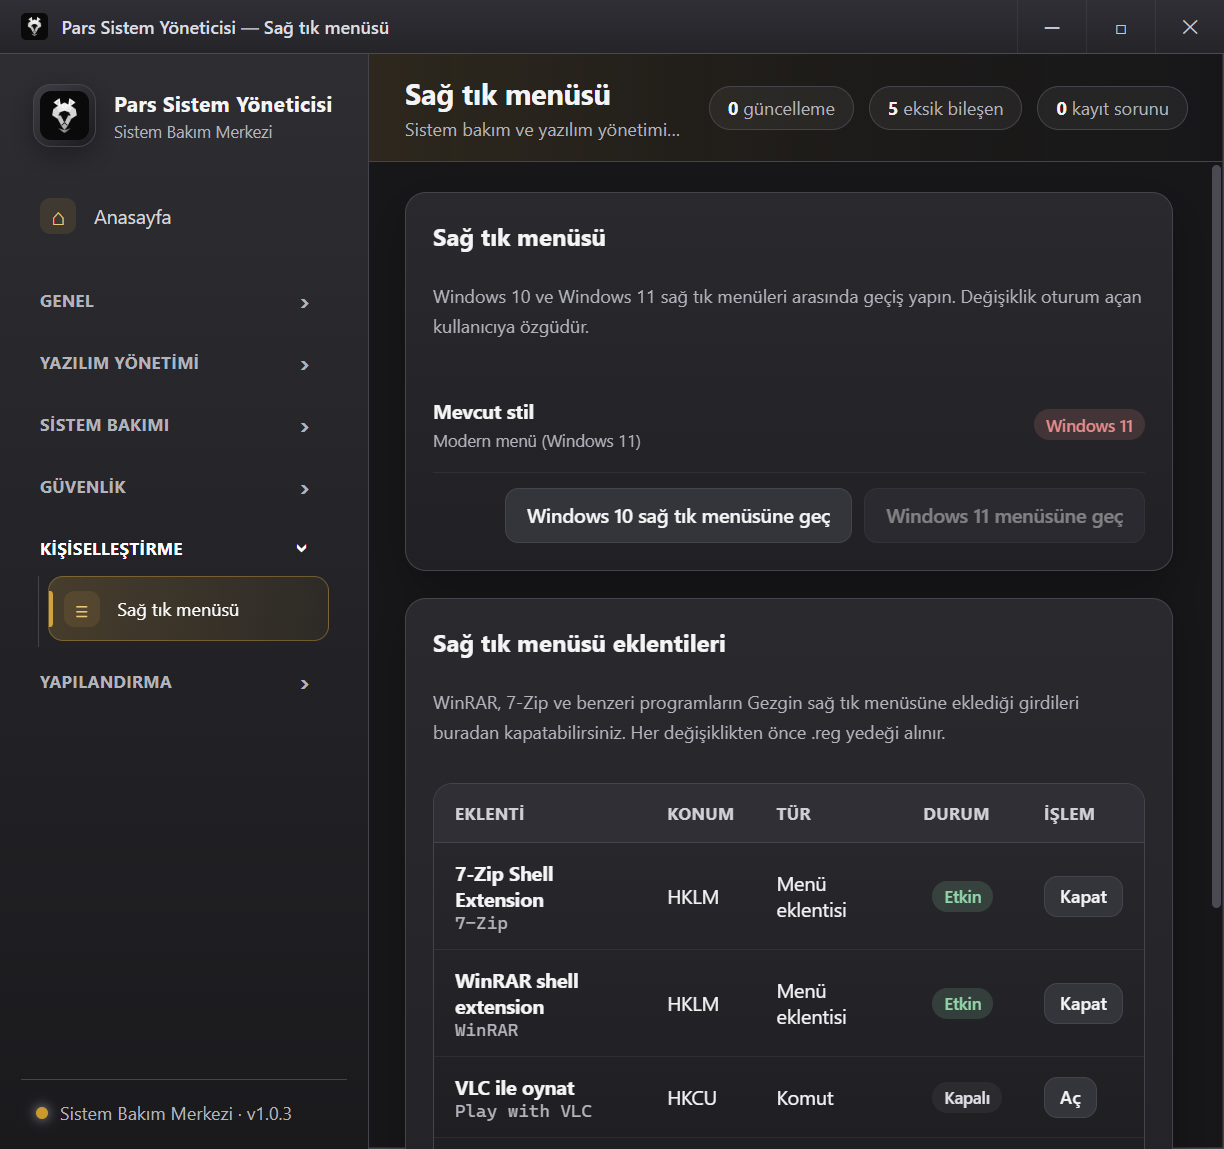 Pars Sistem Yöneticisi — Sağ tık menüsü
Pars Sistem Yöneticisi
Sistem Bakım Merkezi
Anasayfa
GENEL
YAZILIM YÖNETİMİ
SİSTEM BAKIMI
GÜVENLİK
KİŞİSELLEŞTİRME
Sağ tık menüsü
YAPILANDIRMA
Sistem Bakım Merkezi · v1.0.3
Sağ tık menüsü
Sistem bakım ve yazılım yönetimi...
0 güncelleme
5 eksik bileşen
0 kayıt sorunu
Sağ tık menüsü
Windows 10 ve Windows 11 sağ tık menüleri arasında geçiş yapın. Değişiklik oturum açan
kullanıcıya özgüdür.
Mevcut stil
Modern menü (Windows 11)
Windows 11
Windows 10 sağ tık menüsüne geç
Windows 11 menüsüne geç
Sağ tık menüsü eklentileri
WinRAR, 7-Zip ve benzeri programların Gezgin sağ tık menüsüne eklediği girdileri
buradan kapatabilirsiniz. Her değişiklikten önce .reg yedeği alınır.
EKLENTİ KONUM TÜR DURUM İŞLEM
7-Zip Shell
Extension
7-Zip
HKLM
Menü
eklentisi
Etkin
Kapat
WinRAR shell
extension
WinRAR
HKLM
Menü
eklentisi
Etkin
Kapat
VLC ile oynat
Play with VLC
HKCU
Komut
Kapalı
Aç